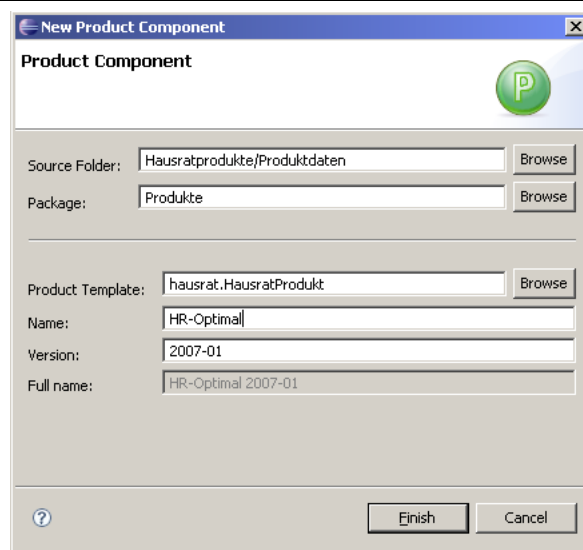 New Product Component
Product Component
Source Folder: Hausratprodukte/Produktdaten Browse
Package: Produkte Browse
Product Template: hausrat.HausratProdukt Browse
Name: HR-Optimal
Version: 2007-01
Full name: HR-Optimal 2007-01
? Finish Cancel